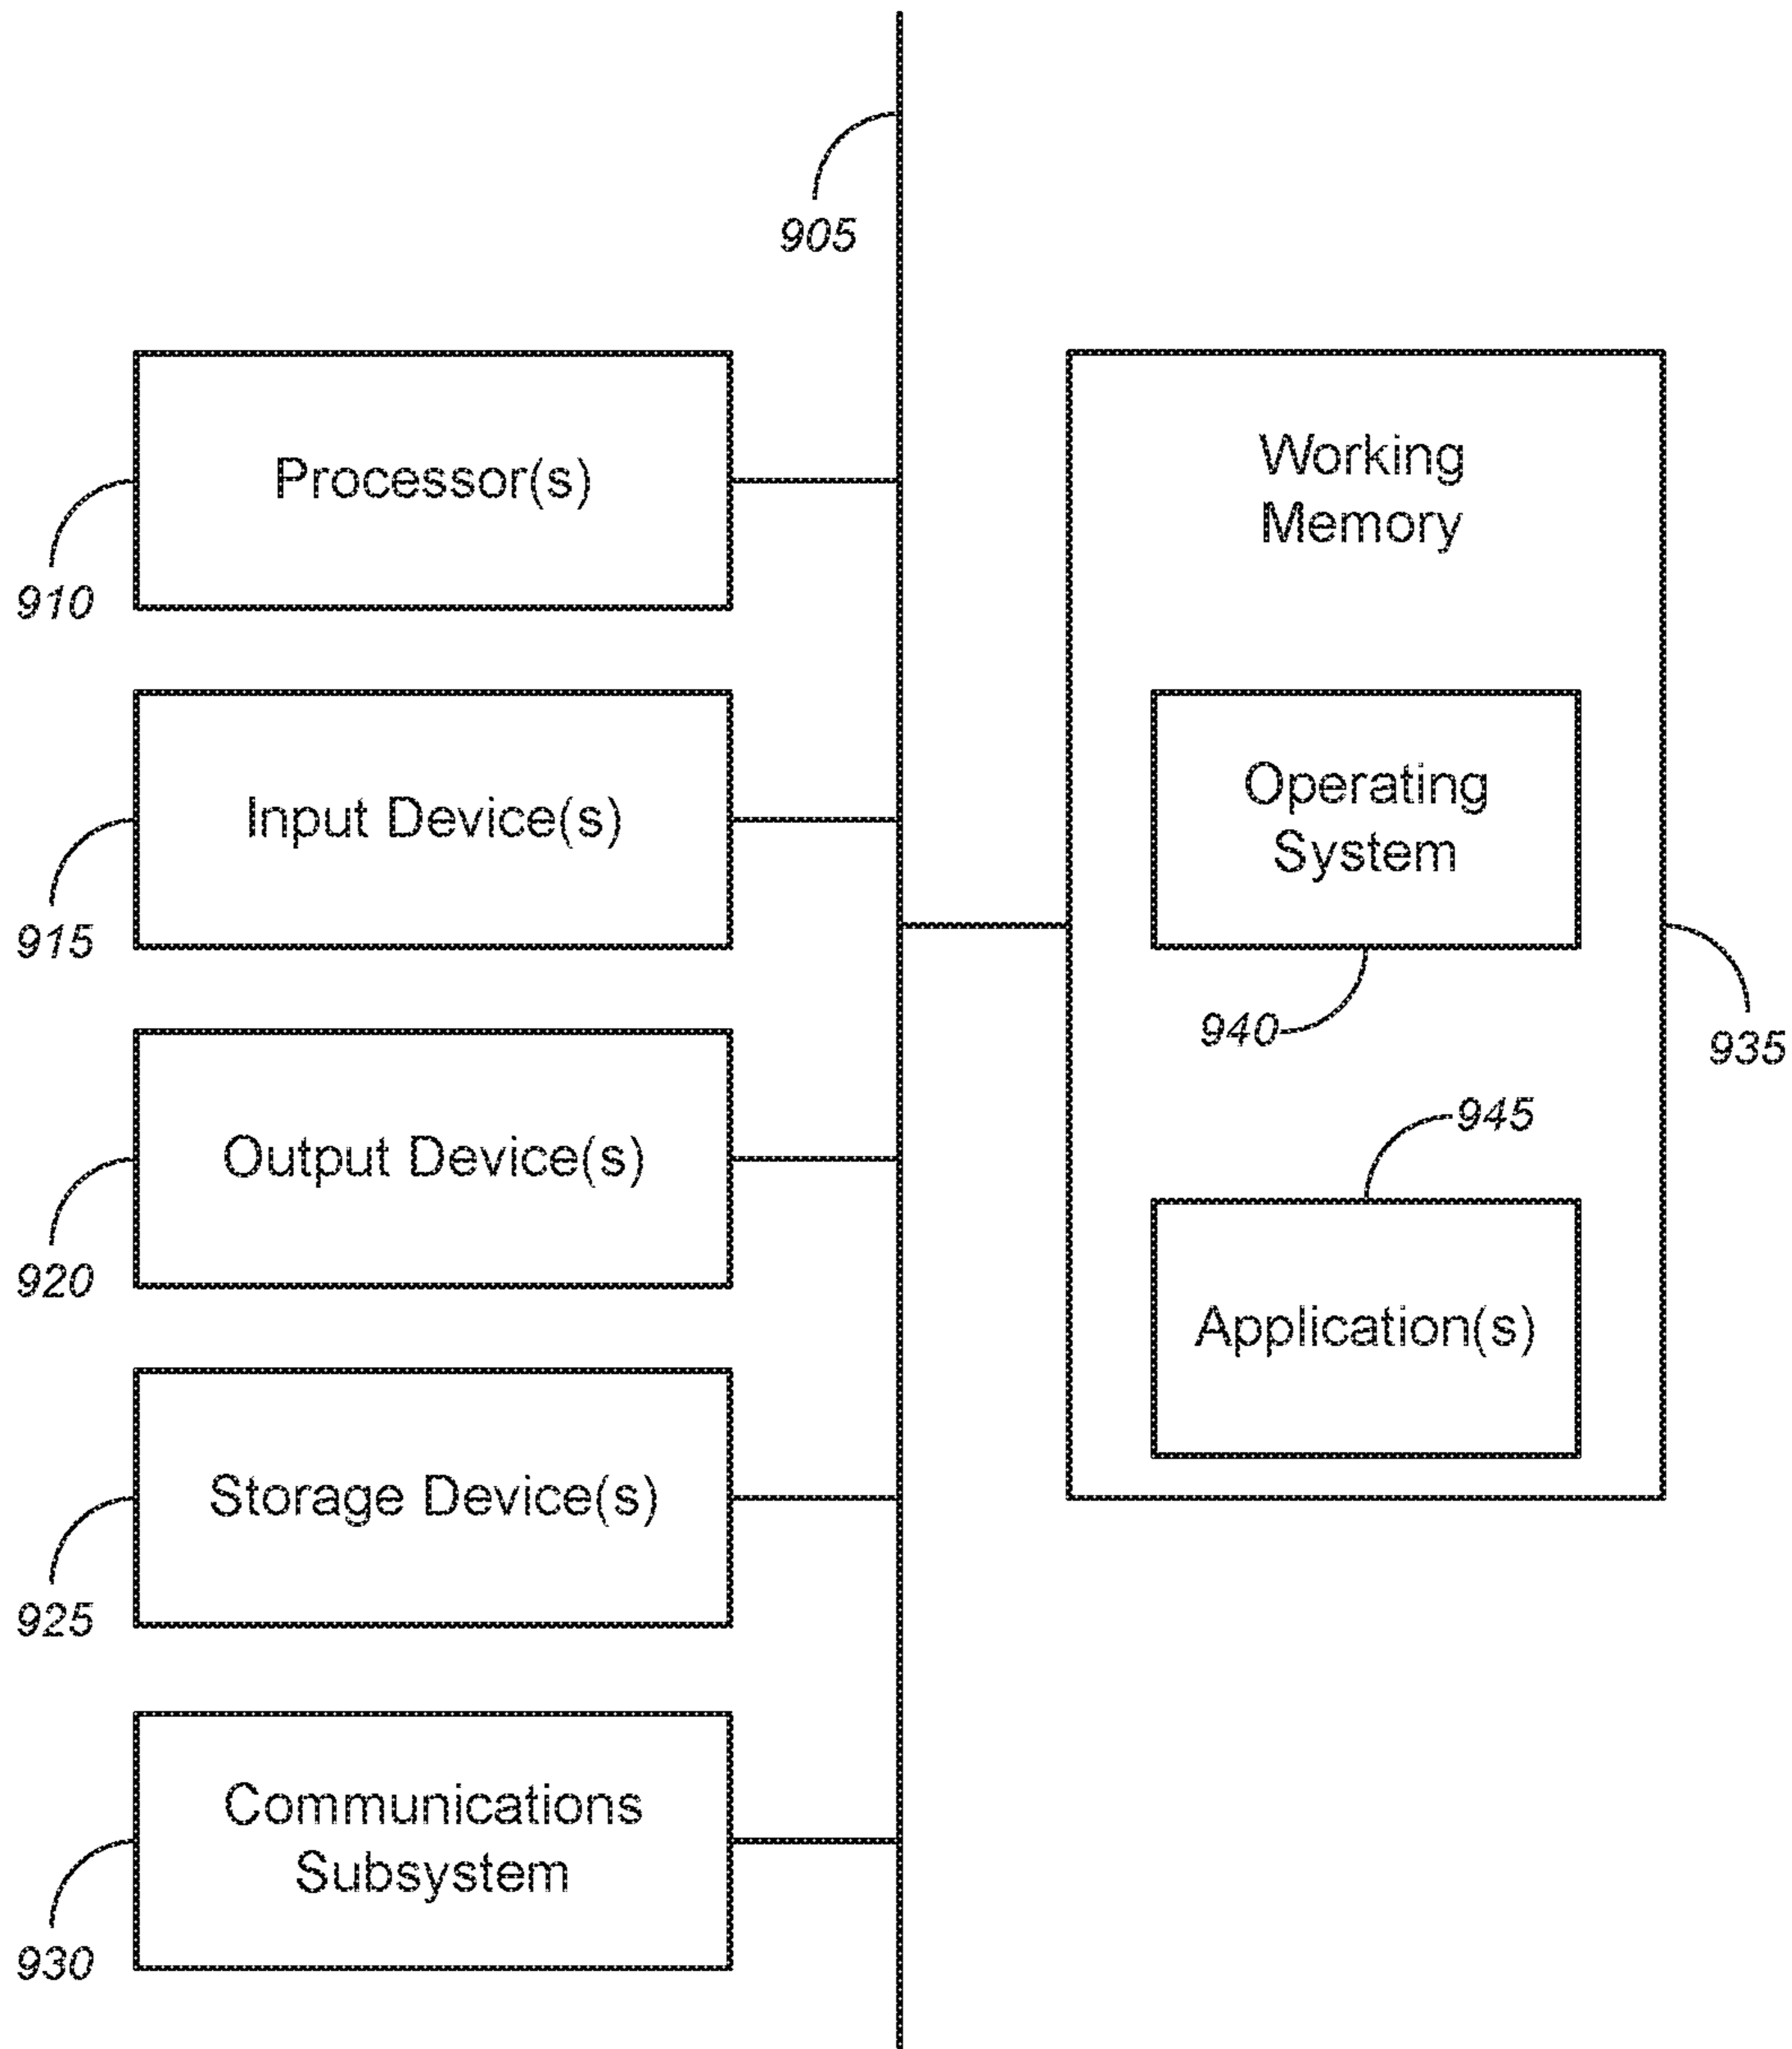 905
Processor(s)
910
Input Device(s)
915
Output Device(s)
920
Storage Device(s)
925
Communications
Subsystem
930
Working
Memory
Operating
System
940
935
945
Application(s)